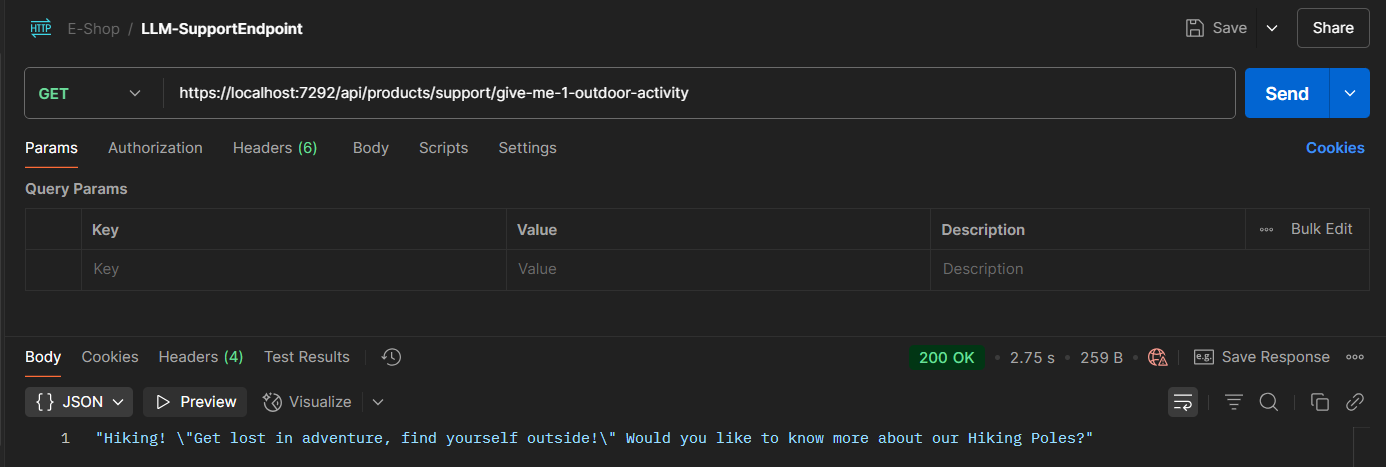 HTTP E-Shop / LLM-SupportEndpoint Save Share
GET https://localhost:7292/api/products/support/give-me-1-outdoor-activity Send
Params Authorization Headers (6) Body Scripts Settings Cookies
Query Params
Key Value Description Bulk Edit
Key Value Description
Body Cookies Headers (4) Test Results 200 OK • 2.75 s • 259 B • e.g. Save Response
{ } JSON Preview Visualize
1 "Hiking! \"Get lost in adventure, find yourself outside!\" Would you like to know more about our Hiking Poles?"